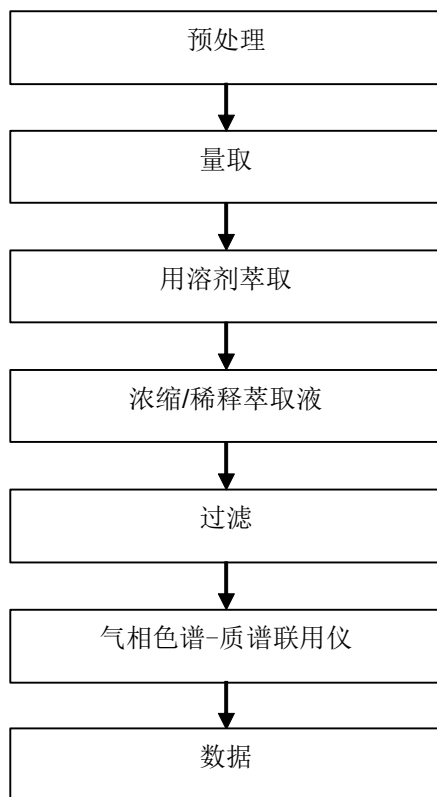 预处理
量取
用溶剂萃取
浓缩/稀释萃取液
过滤
气相色谱-质谱联用仪
数据